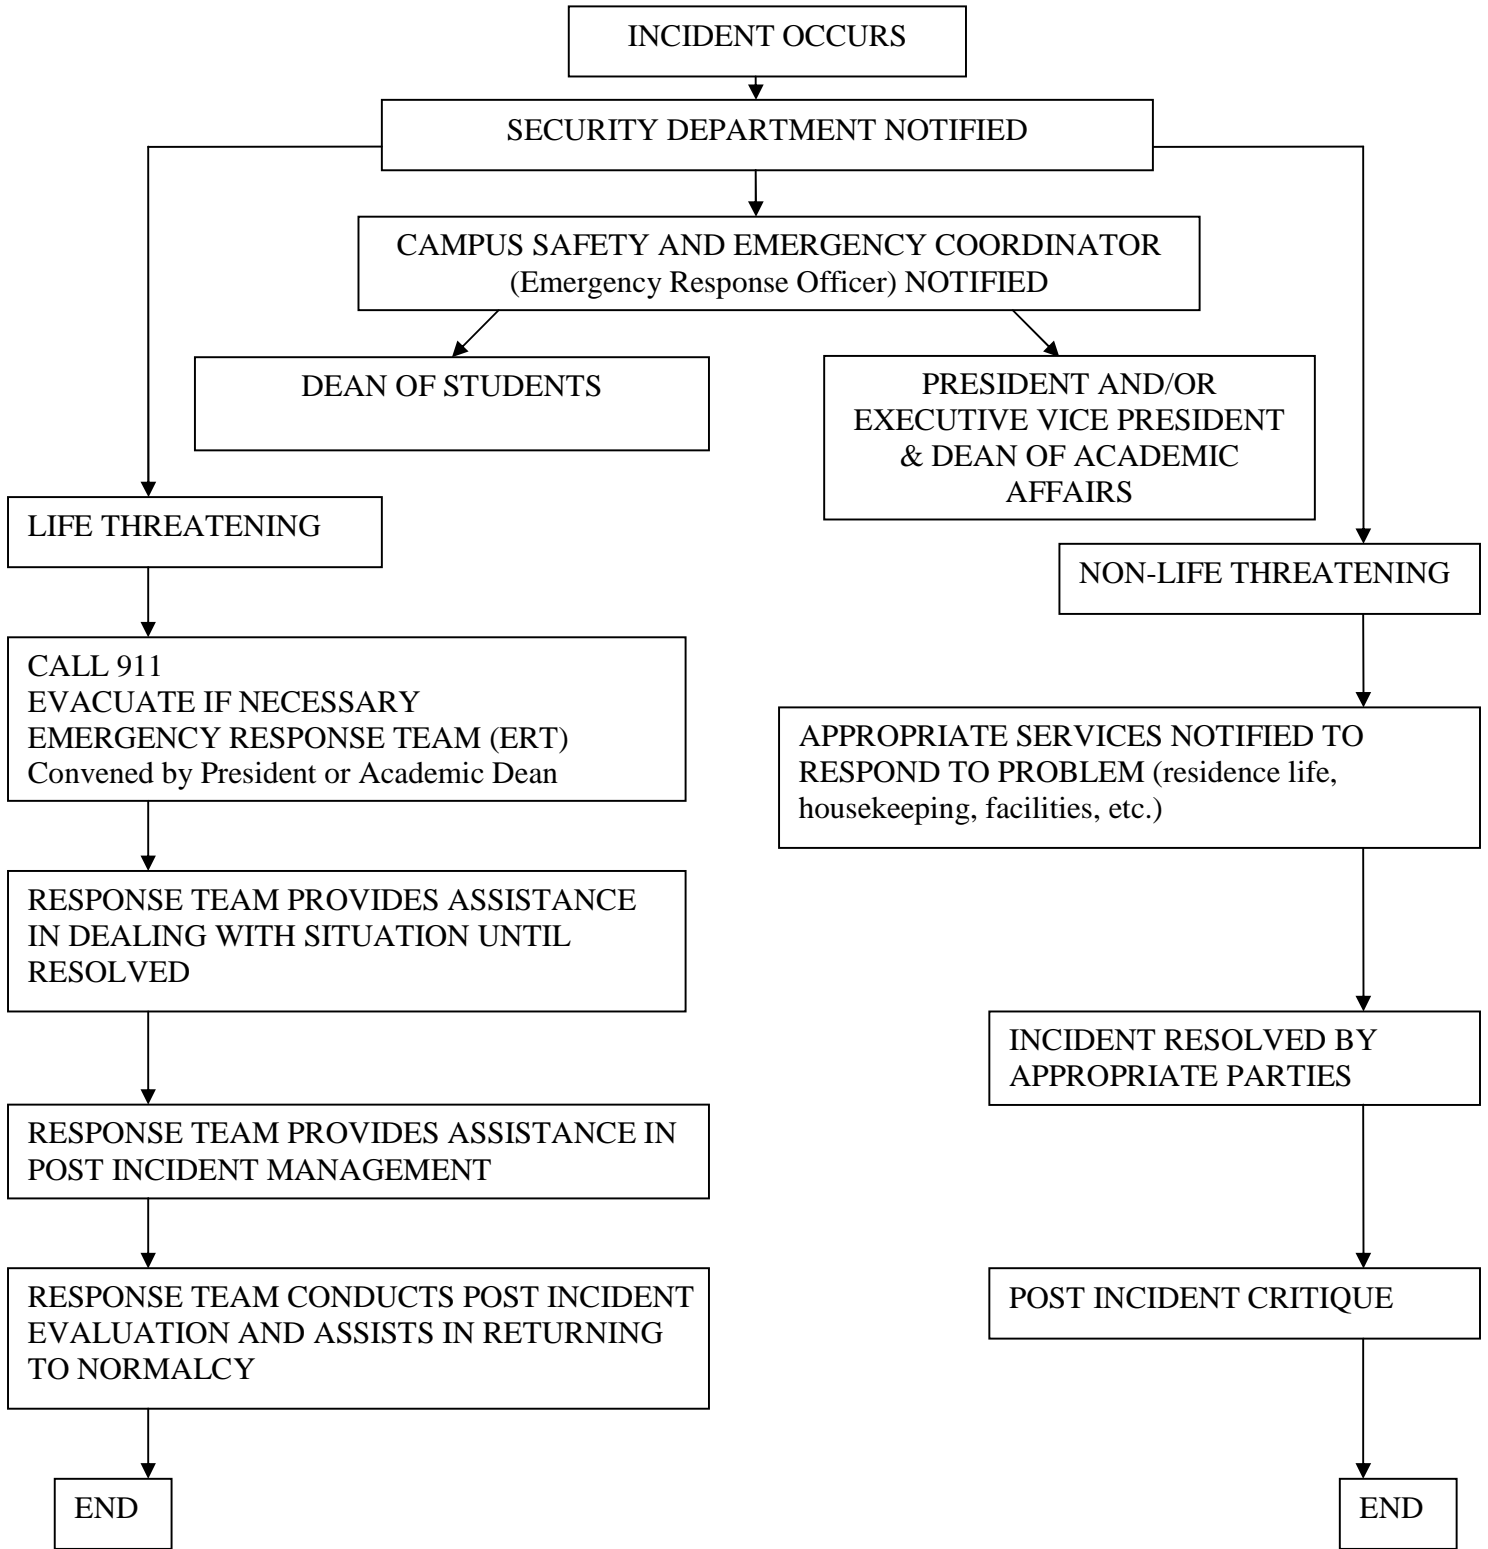 INCIDENT OCCURS
SECURITY DEPARTMENT NOTIFIED
CAMPUS SAFETY AND EMERGENCY COORDINATOR
(Emergency Response Officer) NOTIFIED
DEAN OF STUDENTS
PRESIDENT AND/OR
EXECUTIVE VICE PRESIDENT
& DEAN OF ACADEMIC
AFFAIRS
LIFE THREATENING
NON-LIFE THREATENING
CALL 911
EVACUATE IF NECESSARY
EMERGENCY RESPONSE TEAM (ERT)
Convened by President or Academic Dean
APPROPRIATE SERVICES NOTIFIED TO
RESPOND TO PROBLEM (residence life,
housekeeping, facilities, etc.)
RESPONSE TEAM PROVIDES ASSISTANCE
IN DEALING WITH SITUATION UNTIL
RESOLVED
INCIDENT RESOLVED BY
APPROPRIATE PARTIES
RESPONSE TEAM PROVIDES ASSISTANCE IN
POST INCIDENT MANAGEMENT
RESPONSE TEAM CONDUCTS POST INCIDENT
EVALUATION AND ASSISTS IN RETURNING
TO NORMALCY
POST INCIDENT CRITIQUE
END
END